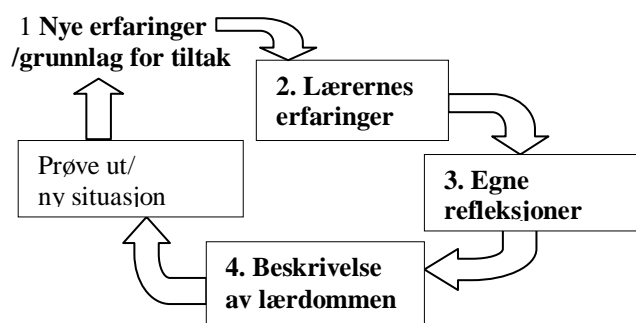 1 Nye erfaringer
/grunnlag for tiltak
2. Lærernes
erfaringer
3. Egne
refleksjoner
4. Beskrivelse
av lærdommen
Prøve ut/
ny situasjon